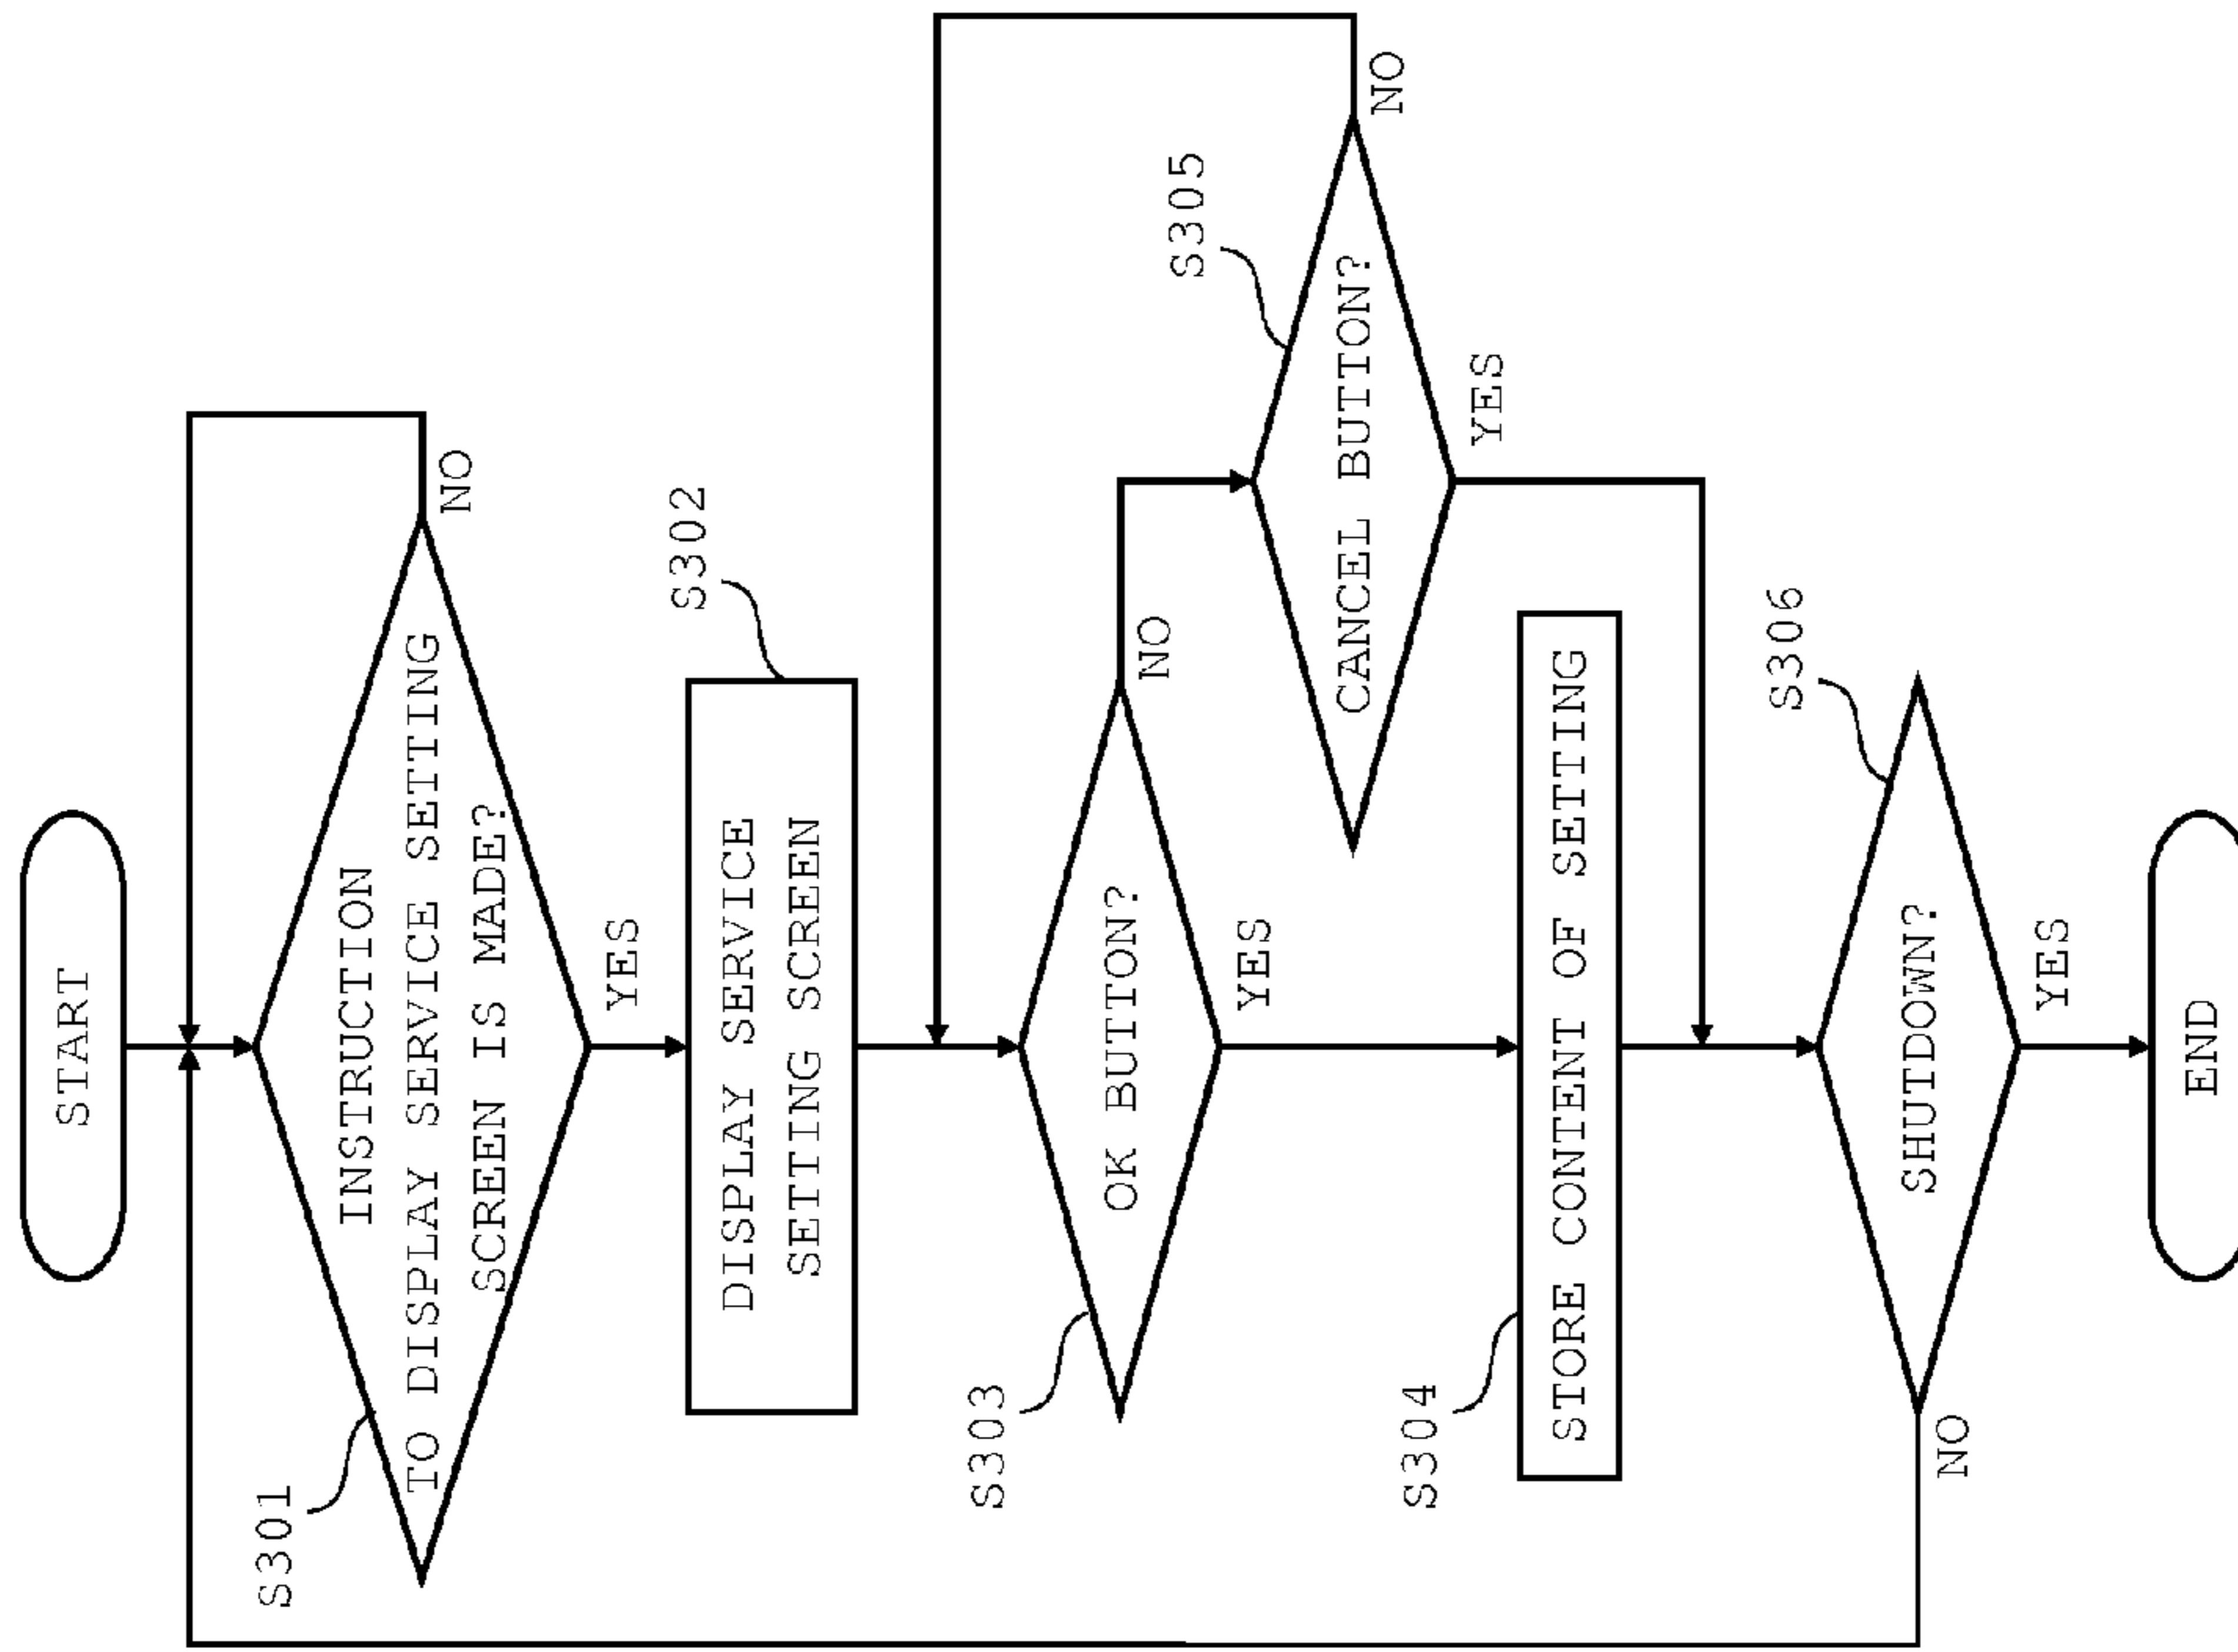 START
S301
INSTRUCTION
TO DISPLAY SERVICE SETTING
SCREEN IS MADE?
NO
YES
S302
DISPLAY SERVICE
SETTING SCREEN
S303
OK BUTTON?
NO
YES
S305
CANCEL BUTTON?
NO
YES
S304
STORE CONTENT OF SETTING
S306
SHUTDOWN?
NO
YES
END